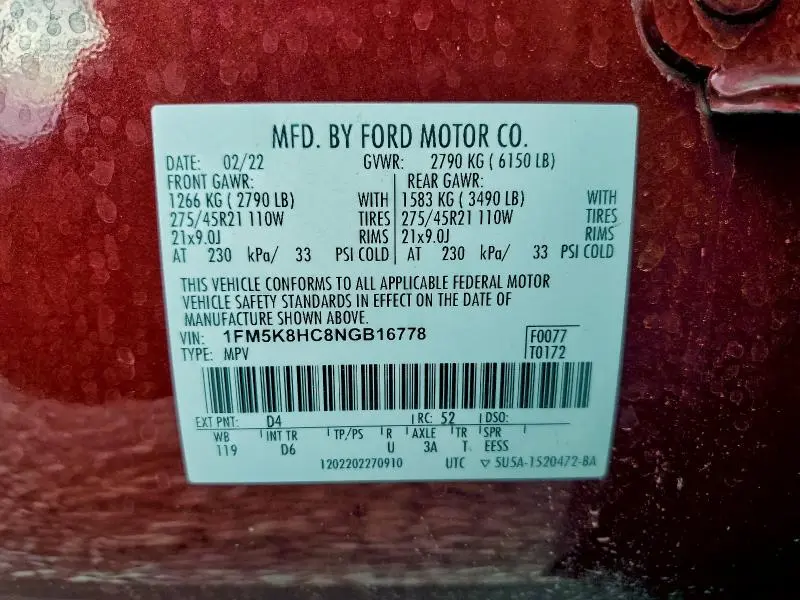 MFD. BY FORD MOTOR CO.
DATE: 02/22 GVWR: 2790 KG ( 6150 LB)
FRONT GAWR: REAR GAWR:
1266 KG ( 2790 LB) WITH 1583 KG ( 3490 LB) WITH
275/45R21 110W TIRES 275/45R21 110W TIRES
21x9.0J RIMS 21x9.0J RIMS
AT 230 kPa/ 33 PSI COLD AT 230 kPa/ 33 PSI COLD
THIS VEHICLE CONFORMS TO ALL APPLICABLE FEDERAL MOTOR
VEHICLE SAFETY STANDARDS IN EFFECT ON THE DATE OF
MANUFACTURE SHOWN ABOVE.
VIN: 1FM5K8HC8NGB16778 F0077
TYPE: MPV T0172
EXT PNT: D4 RC: 52 DSO:
WB INT TR TP/PS R AXLE TR SPR
119 D6 U 3A T EESS
1202202270910 UTC ▽ 5U5A-1520472-BA